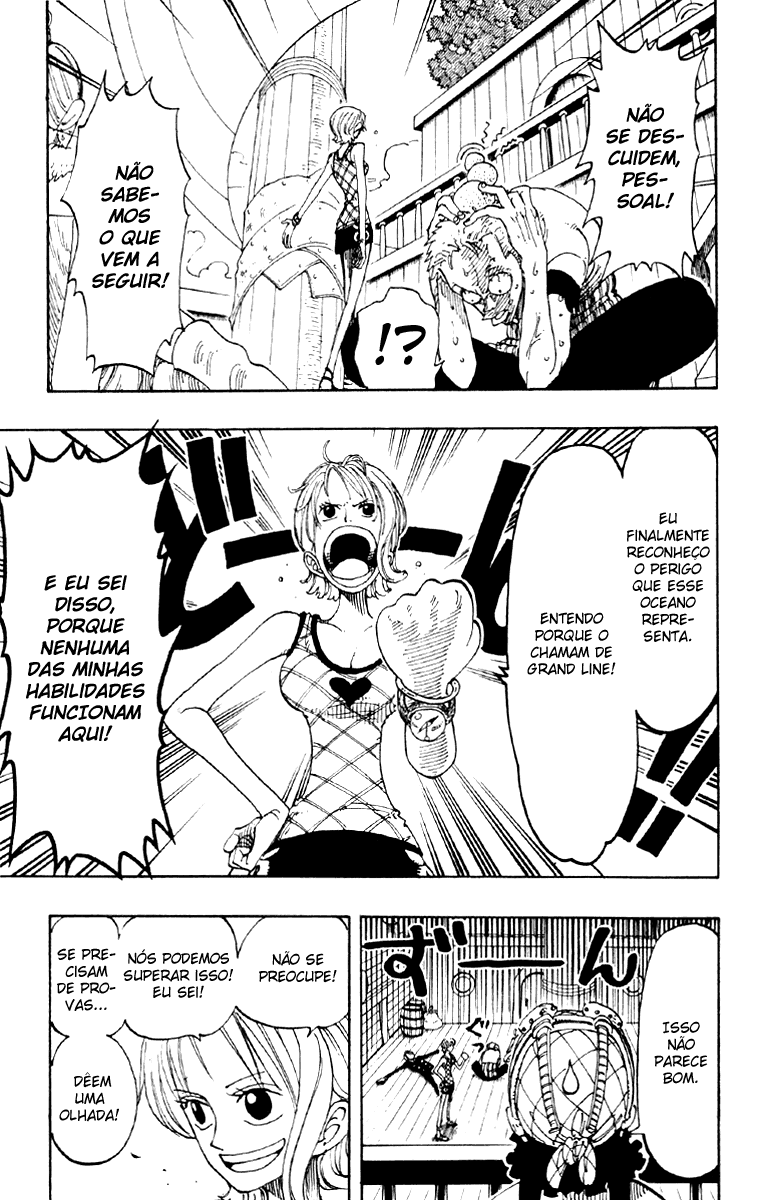 NÃO
SE DES-
CUIDEM,
PES-
SOAL!
NÃO
SABE-
MOS
O QUE
VEM A
SEGUIR!
!?
EU
FINALMENTE
RECONHEÇO
O PERIGO
QUE ESSE
OCEANO
REPRE-
SENTA.
ENTENDO
PORQUE O
CHAMAM DE
GRAND LINE!
E EU SEI
DISSO,
PORQUE
NENHUMA
DAS MINHAS
HABILIDADES
FUNCIONAM
AQUI!
ISSO
NÃO
PARECE
BOM.
ずーん
ぐっ
NÃO SE
PREOCUPE!
NÓS PODEMOS
SUPERAR ISSO!
EU SEI!
SE PRE-
CISAM
DE PRO-
VAS...
DÊEM
UMA
OLHADA!